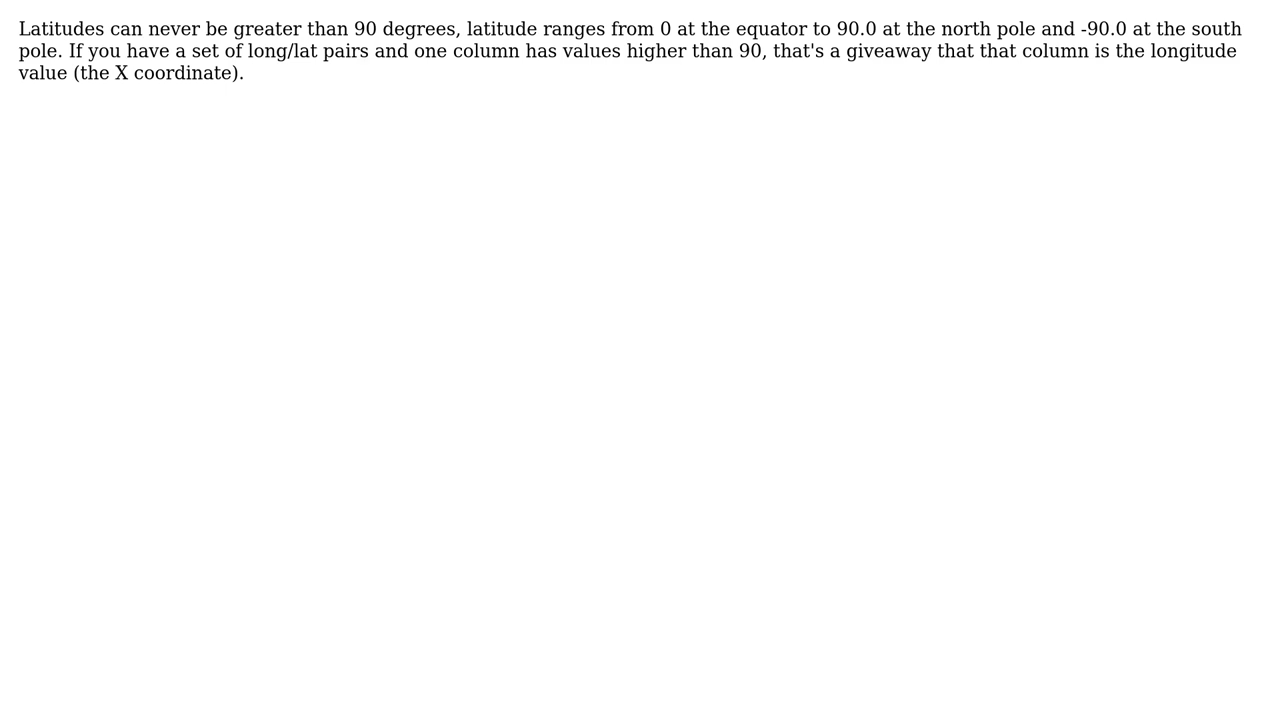 Latitudes can never be greater than 90 degrees, latitude ranges from 0 at the equator to 90.0 at the north pole and -90.0 at the south
pole. If you have a set of long/lat pairs and one column has values higher than 90, that's a giveaway that that column is the longitude
value (the X coordinate).